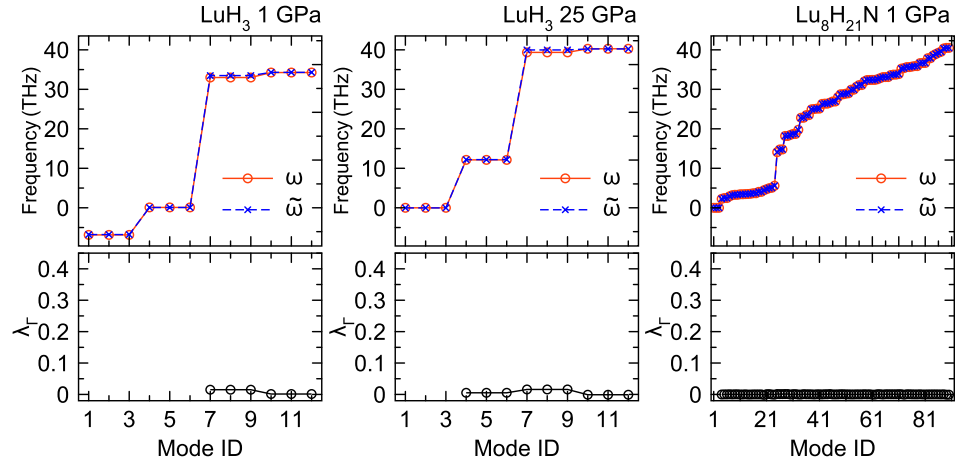 LuH₃ 1 GPa
LuH₃ 25 GPa
Lu₈H₂₁N 1 GPa
Frequency (THz)
40
30
20
10
0
ω
ω̃
Frequency (THz)
40
30
20
10
0
ω
ω̃
Frequency (THz)
40
30
20
10
0
ω
ω̃
λ_Γ
0.4
0.3
0.2
0.1
0
1 3 5 7 9 11
Mode ID
λ_Γ
0.4
0.3
0.2
0.1
0
1 3 5 7 9 11
Mode ID
λ_Γ
0.4
0.3
0.2
0.1
0
1 21 41 61 81
Mode ID